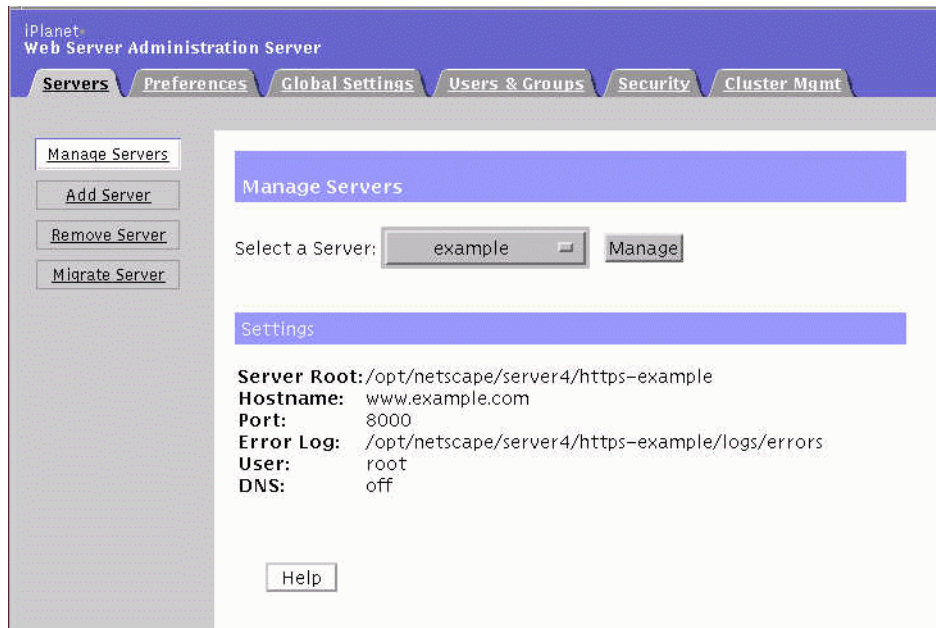 iPlanet
Web Server Administration Server
Servers Preferences Global Settings Users & Groups Security Cluster Mgmt
Manage Servers
Add Server
Remove Server
Migrate Server
Manage Servers
Select a Server: example Manage
Settings
Server Root:/opt/netscape/server4/https-example
Hostname: www.example.com
Port: 8000
Error Log: /opt/netscape/server4/https-example/logs/errors
User: root
DNS: off
Help